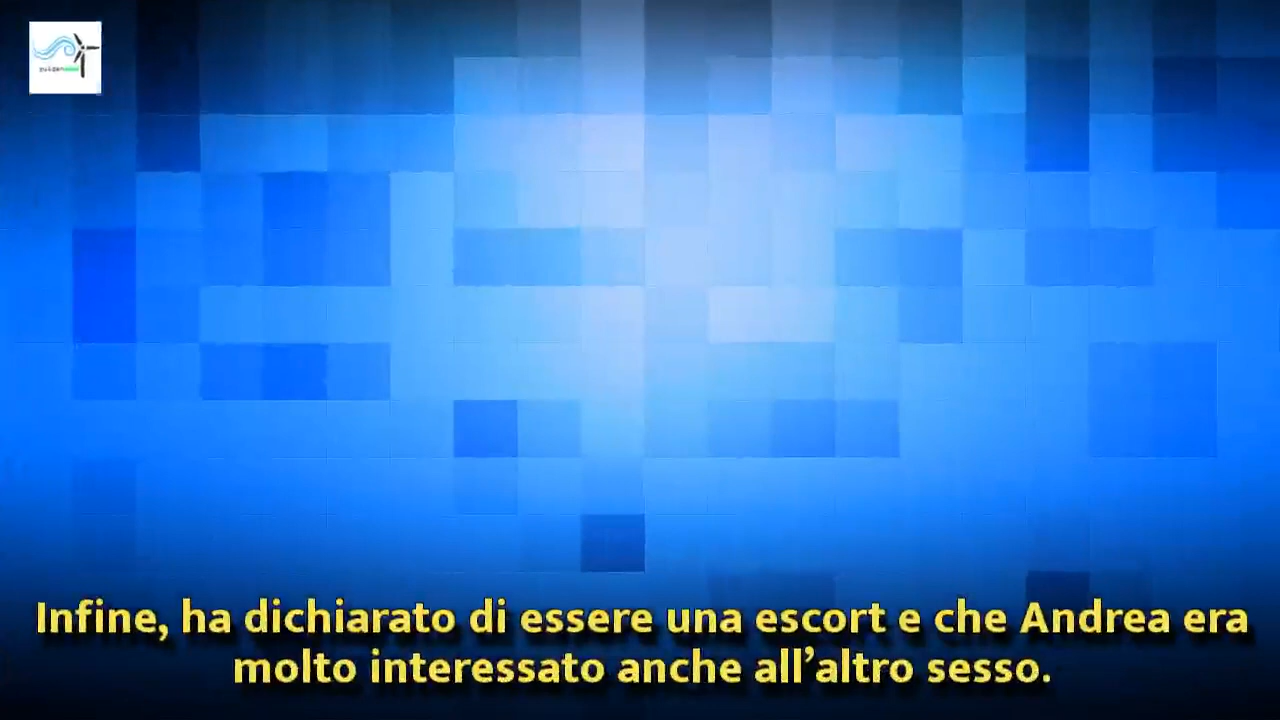 Infine, ha dichiarato di essere una escort e che Andrea era
molto interessato anche all’altro sesso.